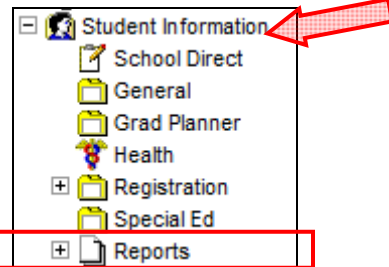 Student Information
School Direct
General
Grad Planner
Health
Registration
Special Ed
Reports